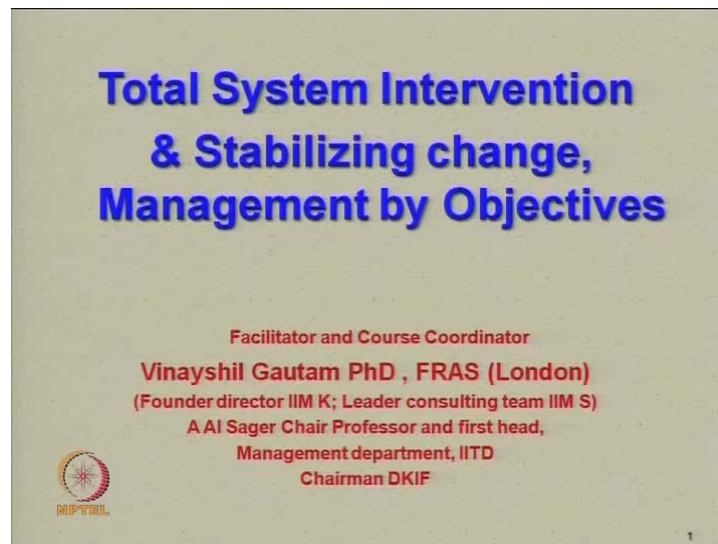 Total System Intervention
& Stabilizing change,
Management by Objectives
Facilitator and Course Coordinator
Vinayshil Gautam PhD , FRAS (London)
(Founder director IIM K; Leader consulting team IIM S)
A Al Sager Chair Professor and first head,
Management department, IITD
Chairman DKIF
NPTEL
1